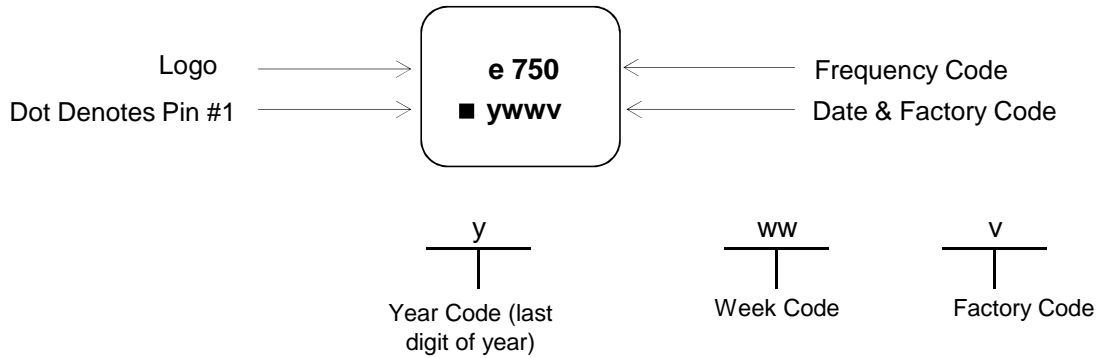 e 750
Logo
Frequency Code
Dot Denotes Pin #1
■ ywwv
Date & Factory Code
y
ww
v
Year Code (last
digit of year)
Week Code
Factory Code